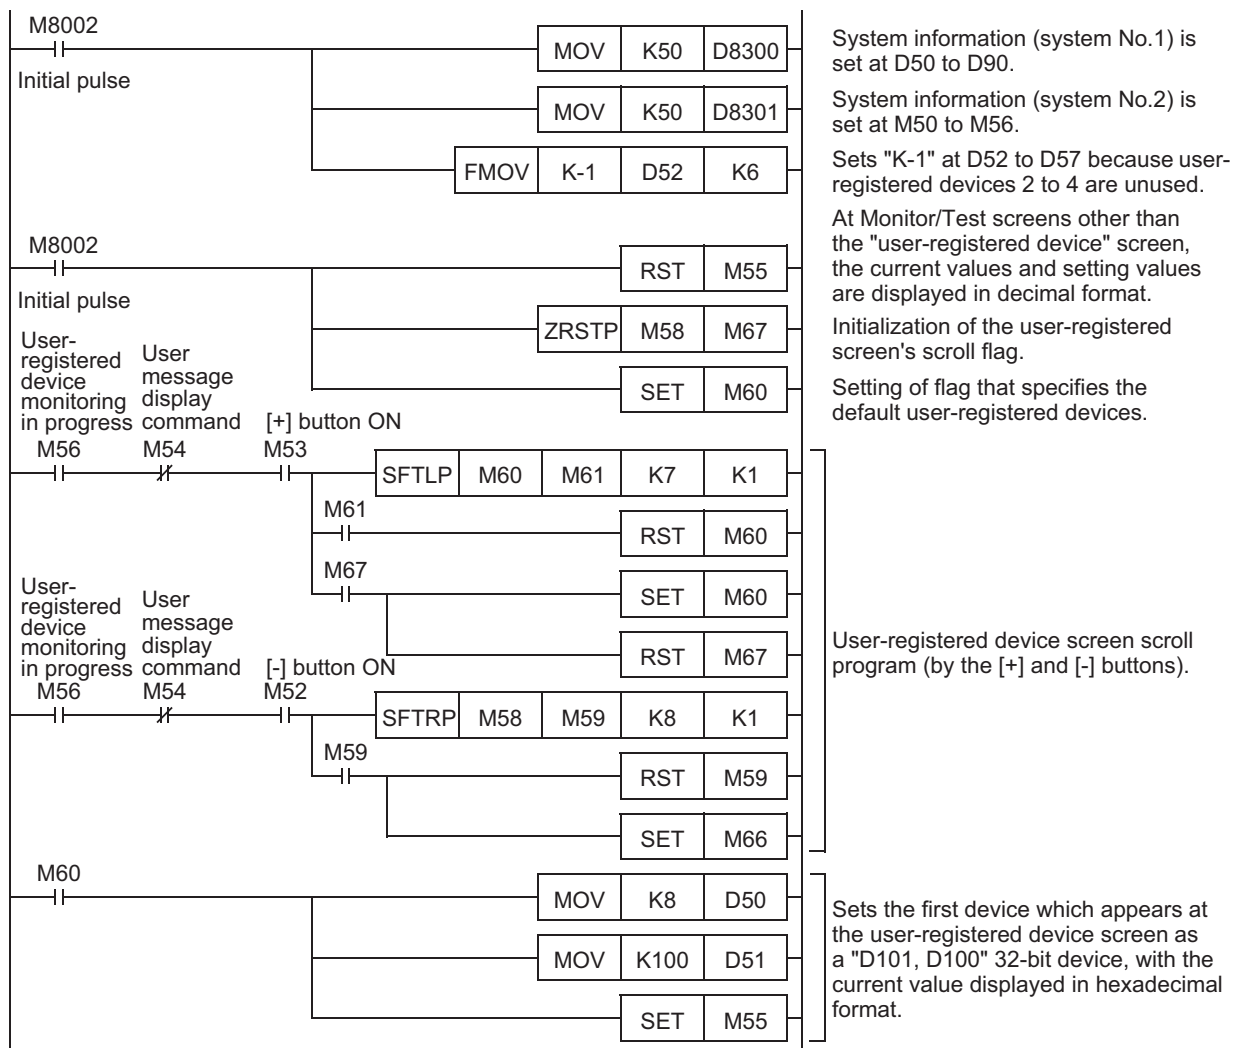 M8002
MOV K50 D8300
System information (system No.1) is
set at D50 to D90.
Initial pulse
MOV K50 D8301
System information (system No.2) is
set at M50 to M56.
FMOV K-1 D52 K6
Sets "K-1" at D52 to D57 because user-
registered devices 2 to 4 are unused.
M8002
RST M55
At Monitor/Test screens other than
the "user-registered device" screen,
the current values and setting values
are displayed in decimal format.
Initial pulse
ZRSTP M58 M67
Initialization of the user-registered
screen's scroll flag.
SET M60
Setting of flag that specifies the
default user-registered devices.
User-
registered
device
monitoring
in progress
User
message
display
command
[+] button ON
M56 M54 M53
SFTLP M60 M61 K7 K1
M61
RST M60
M67
SET M60
RST M67
User-registered device screen scroll
program (by the [+] and [-] buttons).
User-
registered
device
monitoring
in progress
User
message
display
command
[-] button ON
M56 M54 M52
SFTRP M58 M59 K8 K1
M59
RST M59
SET M66
M60
MOV K8 D50
MOV K100 D51
SET M55
Sets the first device which appears at
the user-registered device screen as
a "D101, D100" 32-bit device, with the
current value displayed in hexadecimal
format.